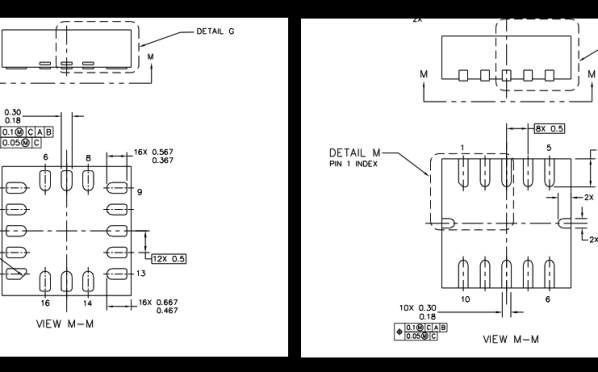 DETAIL G
M
0.30
0.18
0.1Ⓜ C A B
0.05Ⓜ C
6
8
16X 0.567
0.367
9
12X 0.5
13
16
14
16X 0.667
0.467
VIEW M-M
2X
M
M
8X 0.5
DETAIL M
PIN 1 INDEX
1
5
2X
2X
10
6
10X 0.30
0.18
0.1Ⓜ C A B
0.05Ⓜ C
VIEW M-M